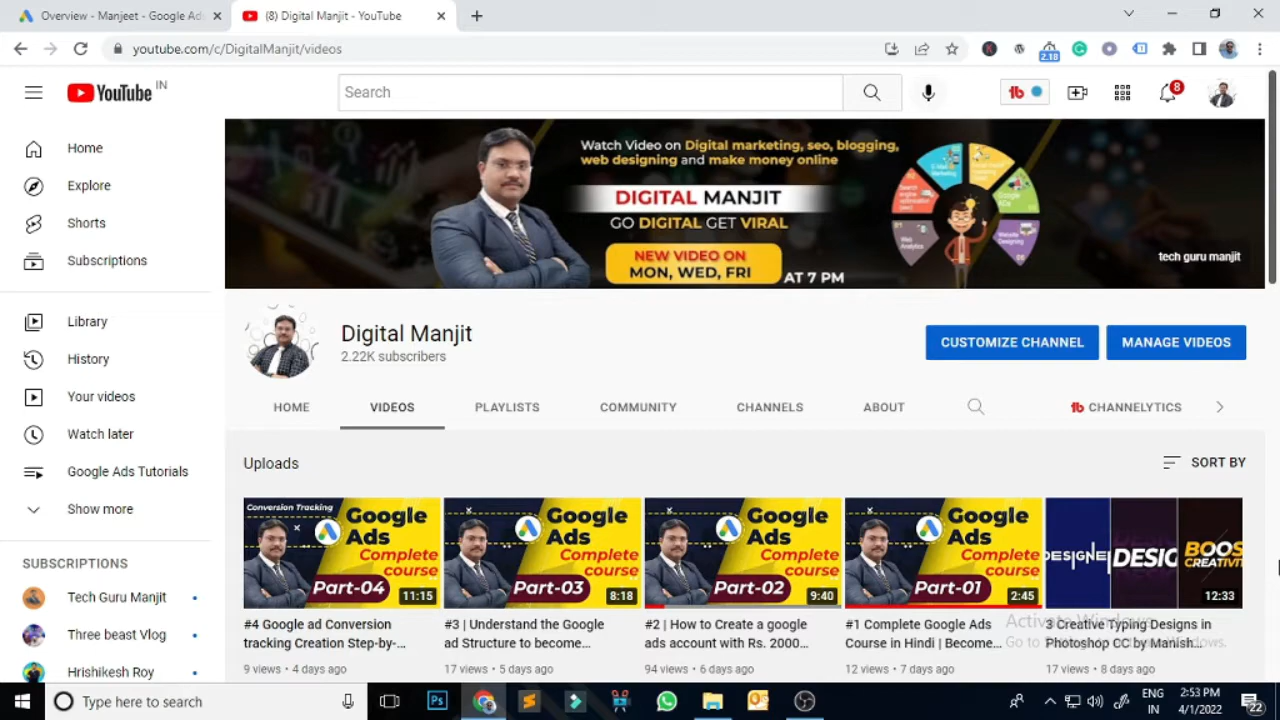 Overview - Manjeet - Google Ads
(8) Digital Manjit - YouTube
youtube.com/c/DigitalManjit/videos
2.18
YouTube IN
Search
8
Home
Explore
Shorts
Subscriptions
Library
History
Your videos
Watch later
Google Ads Tutorials
Show more
SUBSCRIPTIONS
Tech Guru Manjit
Three beast Vlog
Hrishikesh Roy
Watch Video on Digital marketing, seo, blogging,
web designing and make money online
DIGITAL MANJIT
GO DIGITAL GET VIRAL
NEW VIDEO ON
MON, WED, FRI
AT 7 PM
tech guru manjit
Digital Manjit
2.22K subscribers
CUSTOMIZE CHANNEL
MANAGE VIDEOS
HOME
VIDEOS
PLAYLISTS
COMMUNITY
CHANNELS
ABOUT
CHANNELYTICS
Uploads
SORT BY
Conversion Tracking
Google
Ads
Complete
course
Part-04
11:15
#4 Google ad Conversion
tracking Creation Step-by-...
9 views • 4 days ago
Google
Ads
Complete
course
Part-03
8:18
#3 | Understand the Google
ad Structure to become...
17 views • 5 days ago
Google
Ads
Complete
course
Part-02
9:40
#2 | How to Create a google
ads account with Rs. 2000...
94 views • 6 days ago
Google
Ads
Complete
course
Part-01
2:45
#1 Complete Google Ads
Course in Hindi | Become...
12 views • 7 days ago
12:33
3 Creative Typing Designs in
Photoshop CC by Manish...
17 views • 8 days ago
Activate Windows
Type here to search
Ps
ENG
IN
2:53 PM
4/1/2022
22